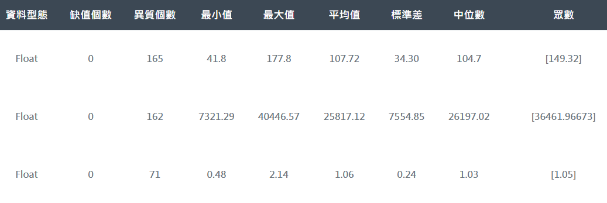 資料型態 缺值個數 異質個數 最小值 最大值 平均值 標準差 中位數 眾數
Float 0 165 41.8 177.8 107.72 34.30 104.7 [149.32]
Float 0 162 7321.29 40446.57 25817.12 7554.85 26197.02 [36461.96673]
Float 0 71 0.48 2.14 1.06 0.24 1.03 [1.05]